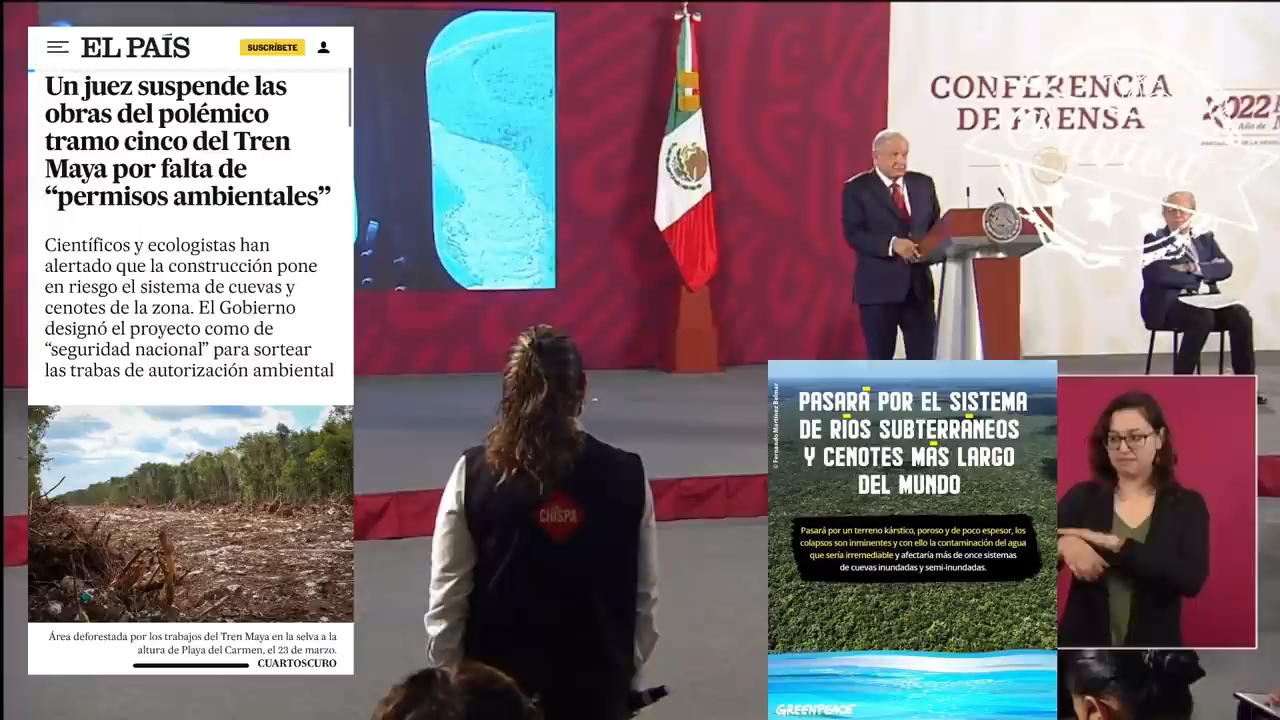 EL PAÍS
SUSCRÍBETE
Un juez suspende las
obras del polémico
tramo cinco del Tren
Maya por falta de
“permisos ambientales”
Científicos y ecologistas han
alertado que la construcción pone
en riesgo el sistema de cuevas y
cenotes de la zona. El Gobierno
designó el proyecto como de
“seguridad nacional” para sortear
las trabas de autorización ambiental
Área deforestada por los trabajos del Tren Maya en la selva a la
altura de Playa del Carmen, el 23 de marzo.
CUARTOSCURO
CONFERENCIA
DE PRENSA
2022
Año de
CHISPA
© Fernando Martínez Belmar
PASARÁ POR EL SISTEMA
DE RÍOS SUBTERRÁNEOS
Y CENOTES MÁS LARGO
DEL MUNDO
Pasará por un terreno kárstico, poroso y de poco espesor, los
colapsos son inminentes y con ello la contaminación del agua
que sería irremediable y afectaría más de once sistemas
de cuevas inundadas y semi-inundadas.
GREENPEACE